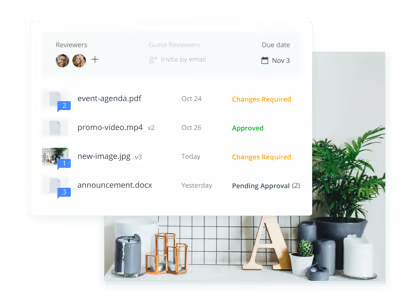 Reviewers
Guest Reviewers
Due date
Invite by email
Nov 3
2
event-agenda.pdf
Oct 24
Changes Required
promo-video.mp4 v2
Oct 26
Approved
1
new-image.jpg v3
Today
Changes Required
3
announcement.docx
Yesterday
Pending Approval (2)
A